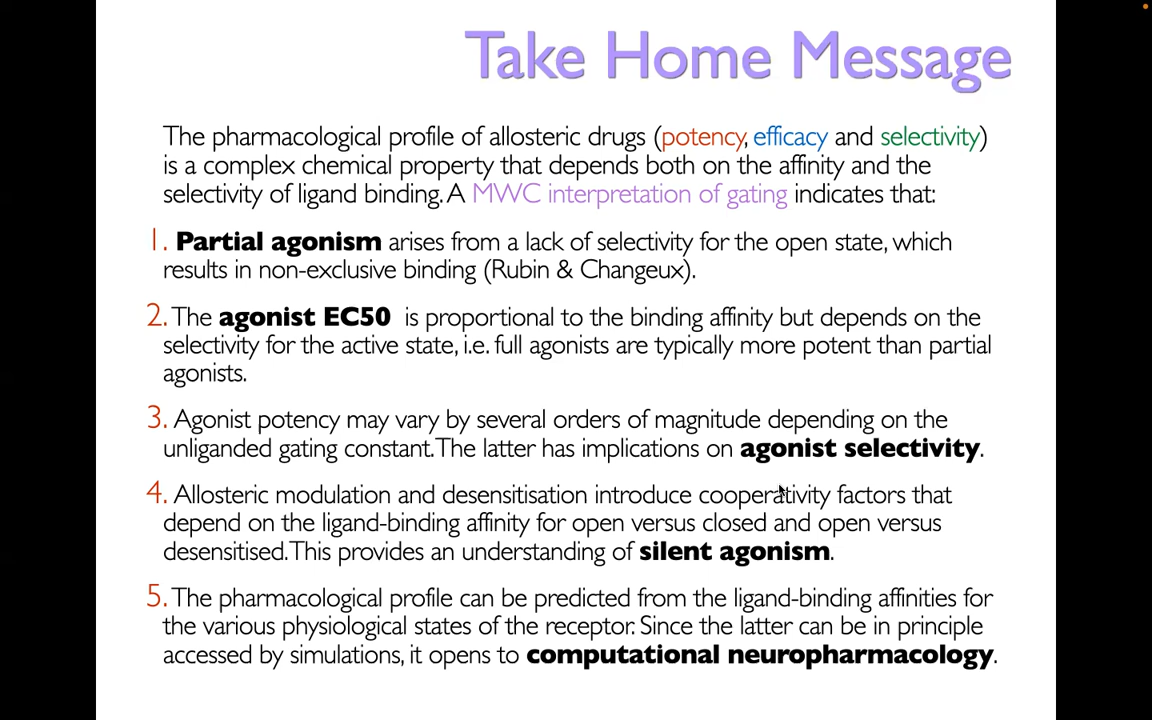 Take Home Message
The pharmacological profile of allosteric drugs (potency, efficacy and selectivity)
is a complex chemical property that depends both on the affinity and the
selectivity of ligand binding. A MWC interpretation of gating indicates that:
1. Partial agonism arises from a lack of selectivity for the open state, which
results in non-exclusive binding (Rubin & Changeux).
2. The agonist EC50 is proportional to the binding affinity but depends on the
selectivity for the active state, i.e. full agonists are typically more potent than partial
agonists.
3. Agonist potency may vary by several orders of magnitude depending on the
unliganded gating constant. The latter has implications on agonist selectivity.
4. Allosteric modulation and desensitisation introduce cooperativity factors that
depend on the ligand-binding affinity for open versus closed and open versus
desensitised. This provides an understanding of silent agonism.
5. The pharmacological profile can be predicted from the ligand-binding affinities for
the various physiological states of the receptor. Since the latter can be in principle
accessed by simulations, it opens to computational neuropharmacology.